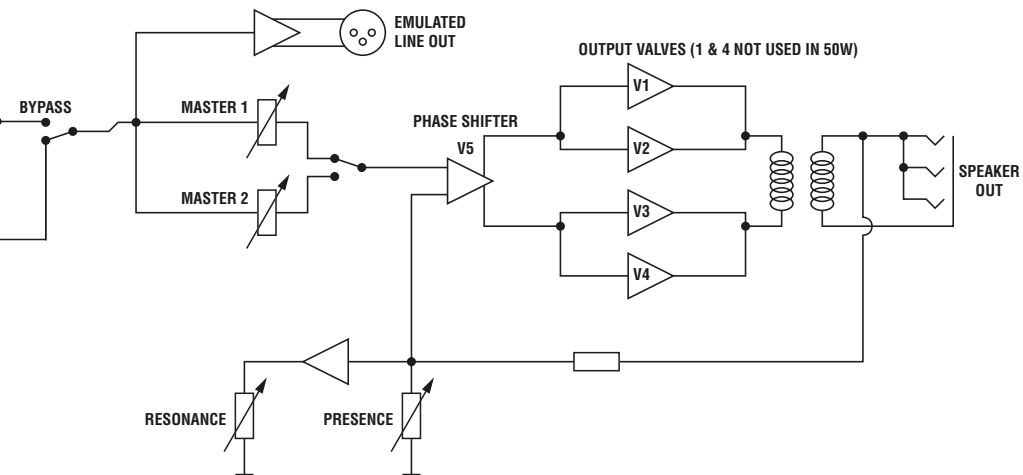 EMULATED
LINE OUT
OUTPUT VALVES (1 & 4 NOT USED IN 50W)
BYPASS
MASTER 1
PHASE SHIFTER
V5
V1
V2
SPEAKER
OUT
MASTER 2
V3
V4
RESONANCE
PRESENCE